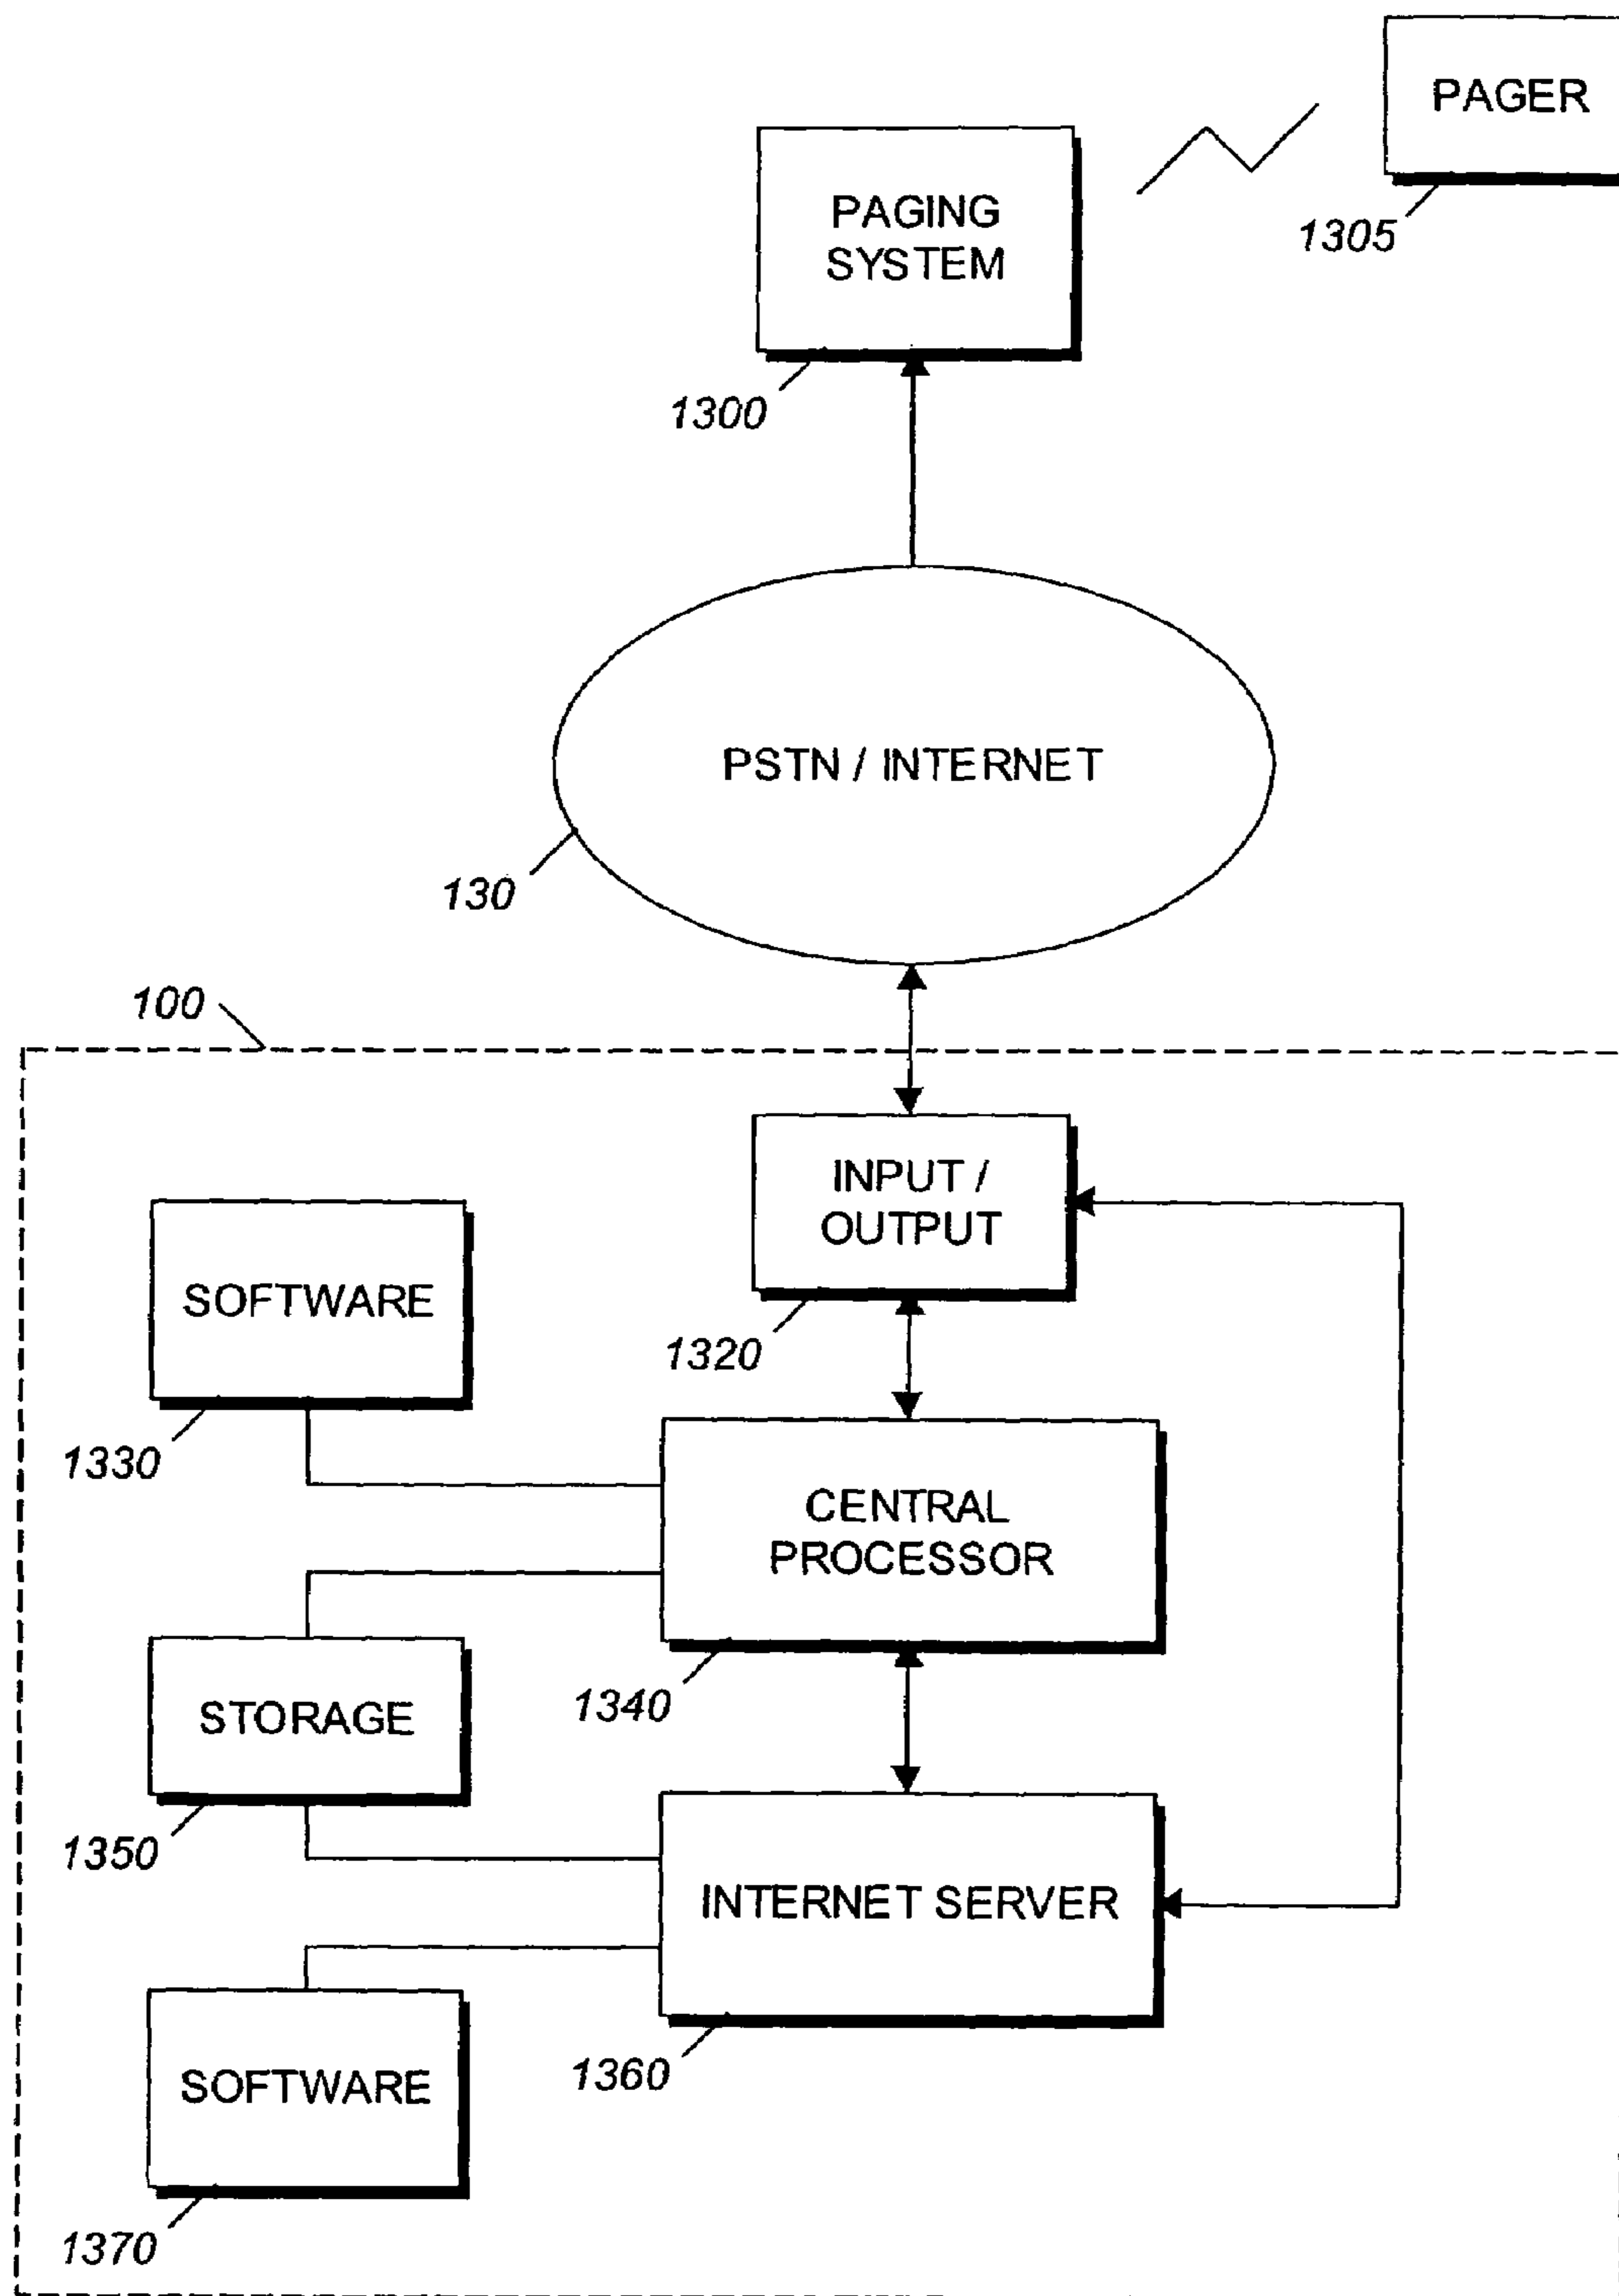 PAGER
1305
PAGING
SYSTEM
1300
PSTN / INTERNET
130
100
INPUT /
OUTPUT
1320
SOFTWARE
1330
CENTRAL
PROCESSOR
1340
STORAGE
1350
INTERNET SERVER
1360
SOFTWARE
1370